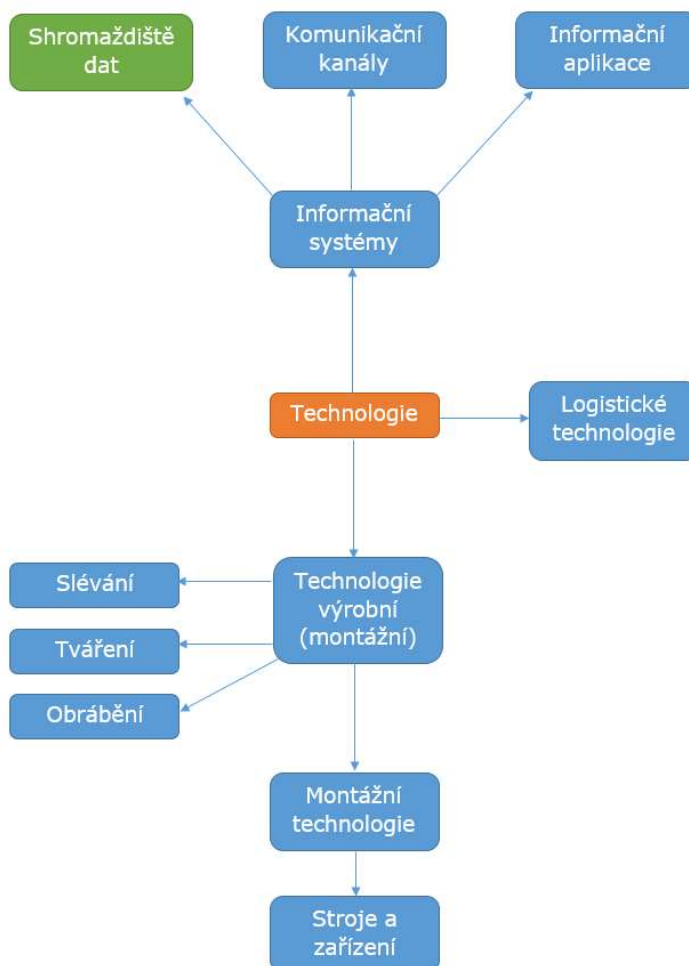 Shromaždiště
dat
Komunikační
kanály
Informační
aplikace
Informační
systémy
Technologie
Logistické
technologie
Technologie
výrobní
(montážní)
Slévání
Tváření
Obrábění
Montážní
technologie
Stroje a
zařízení